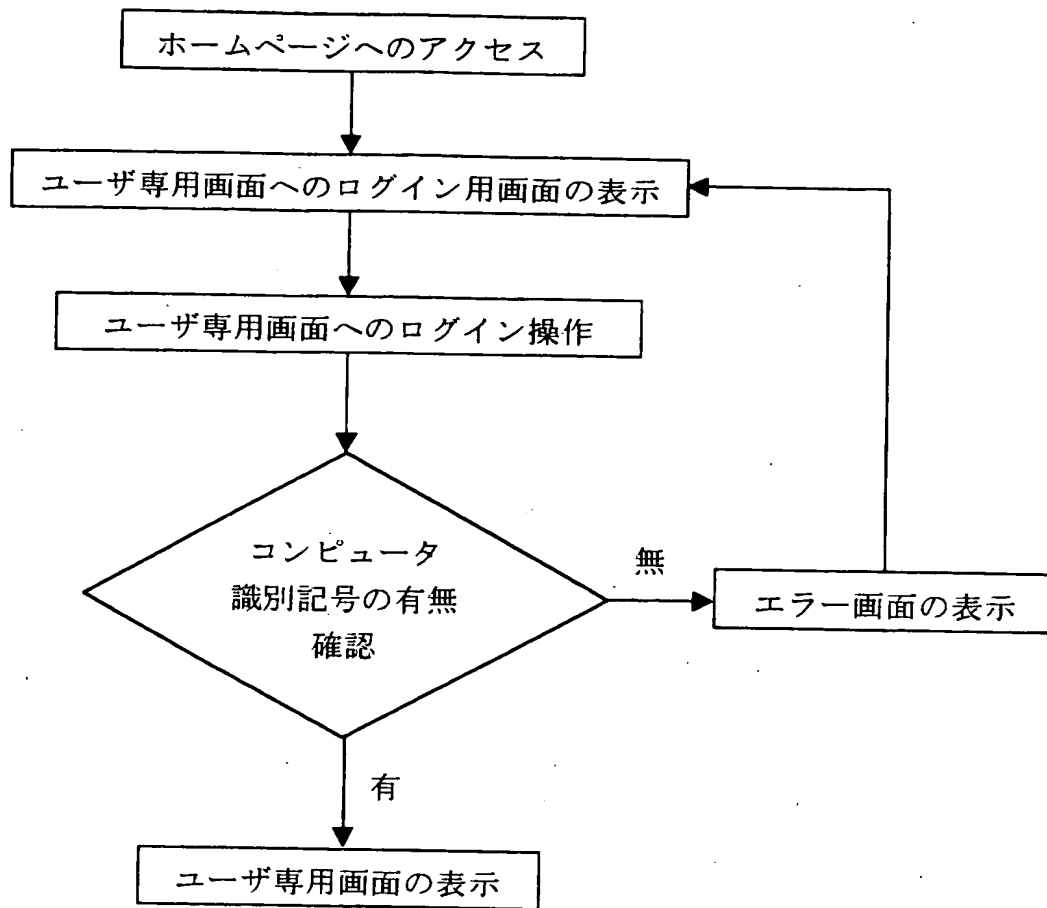 ホームページへのアクセス
ユーザ専用画面へのログイン用画面の表示
ユーザ専用画面へのログイン操作
コンピュータ
識別記号の有無
確認
無
エラー画面の表示
有
ユーザ専用画面の表示